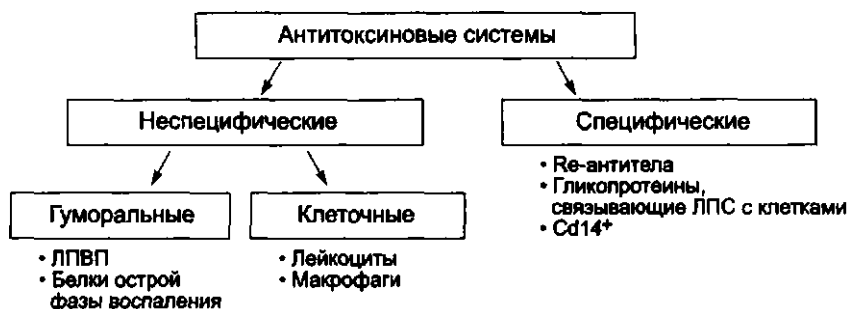 Антитоксиновые системы
Неспецифические
Специфические
• Re-антитела
• Гликопротеины,
связывающие ЛПС с клетками
• Cd14+
Гуморальные
Клеточные
• ЛПВП
• Белки острой
фазы воспаления
• Лейкоциты
• Макрофаги